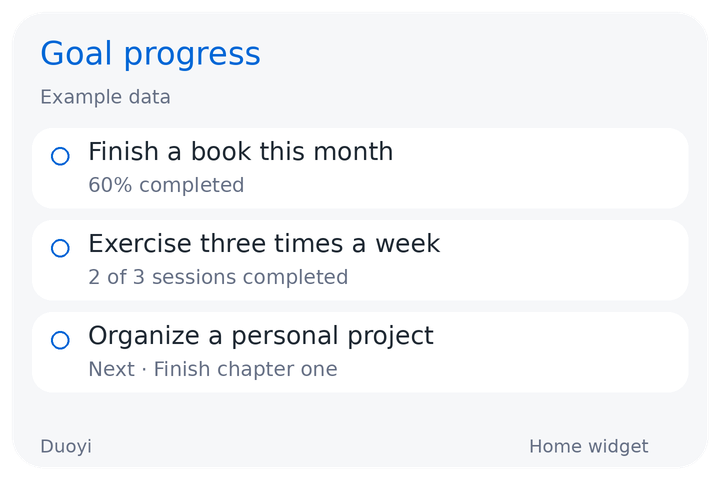 Goal progress
Example data
Finish a book this month
60% completed
Exercise three times a week
2 of 3 sessions completed
Organize a personal project
Next · Finish chapter one
Duoyi
Home widget